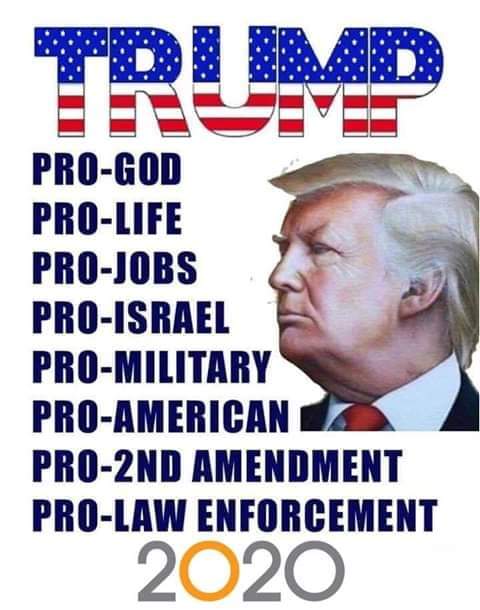 TRUMP
PRO-GOD
PRO-LIFE
PRO-JOBS
PRO-ISRAEL
PRO-MILITARY
PRO-AMERICAN
PRO-2ND AMENDMENT
PRO-LAW ENFORCEMENT
2020